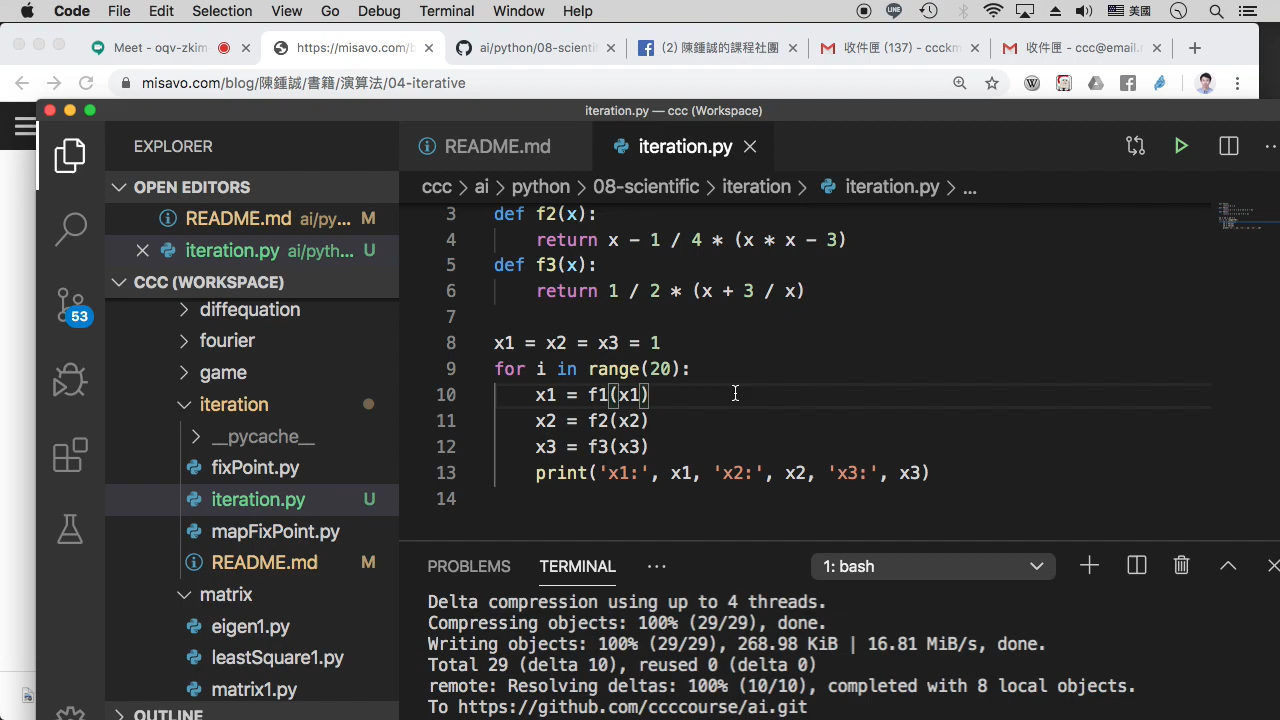 Code File Edit Selection View Go Debug Terminal Window Help 美國
Meet - oqv-zkim https://misavo.com/b ai/python/08-scienti (2) 陳鍾誠的課程社團 收件匣 (137) - ccckm 收件匣 - ccc@email.
misavo.com/blog/陳鍾誠/書籍/演算法/04-iterative
iteration.py — ccc (Workspace)
EXPLORER
README.md iteration.py
OPEN EDITORS
ccc > ai > python > 08-scientific > iteration > iteration.py > ...
README.md ai/py... M
iteration.py ai/pyth... U
CCC (WORKSPACE)
diffequation
fourier
game
iteration
__pycache__
fixPoint.py
iteration.py U
mapFixPoint.py
README.md M
matrix
eigen1.py
leastSquare1.py
matrix1.py
OUTLINE
53
3 def f2(x):
4 return x - 1 / 4 * (x * x - 3)
5 def f3(x):
6 return 1 / 2 * (x + 3 / x)
7
8 x1 = x2 = x3 = 1
9 for i in range(20):
10 x1 = f1(x1)
11 x2 = f2(x2)
12 x3 = f3(x3)
13 print('x1:', x1, 'x2:', x2, 'x3:', x3)
14
PROBLEMS TERMINAL ... 1: bash
Delta compression using up to 4 threads.
Compressing objects: 100% (29/29), done.
Writing objects: 100% (29/29), 268.98 KiB | 16.81 MiB/s, done.
Total 29 (delta 10), reused 0 (delta 0)
remote: Resolving deltas: 100% (10/10), completed with 8 local objects.
To https://github.com/ccccourse/ai.git